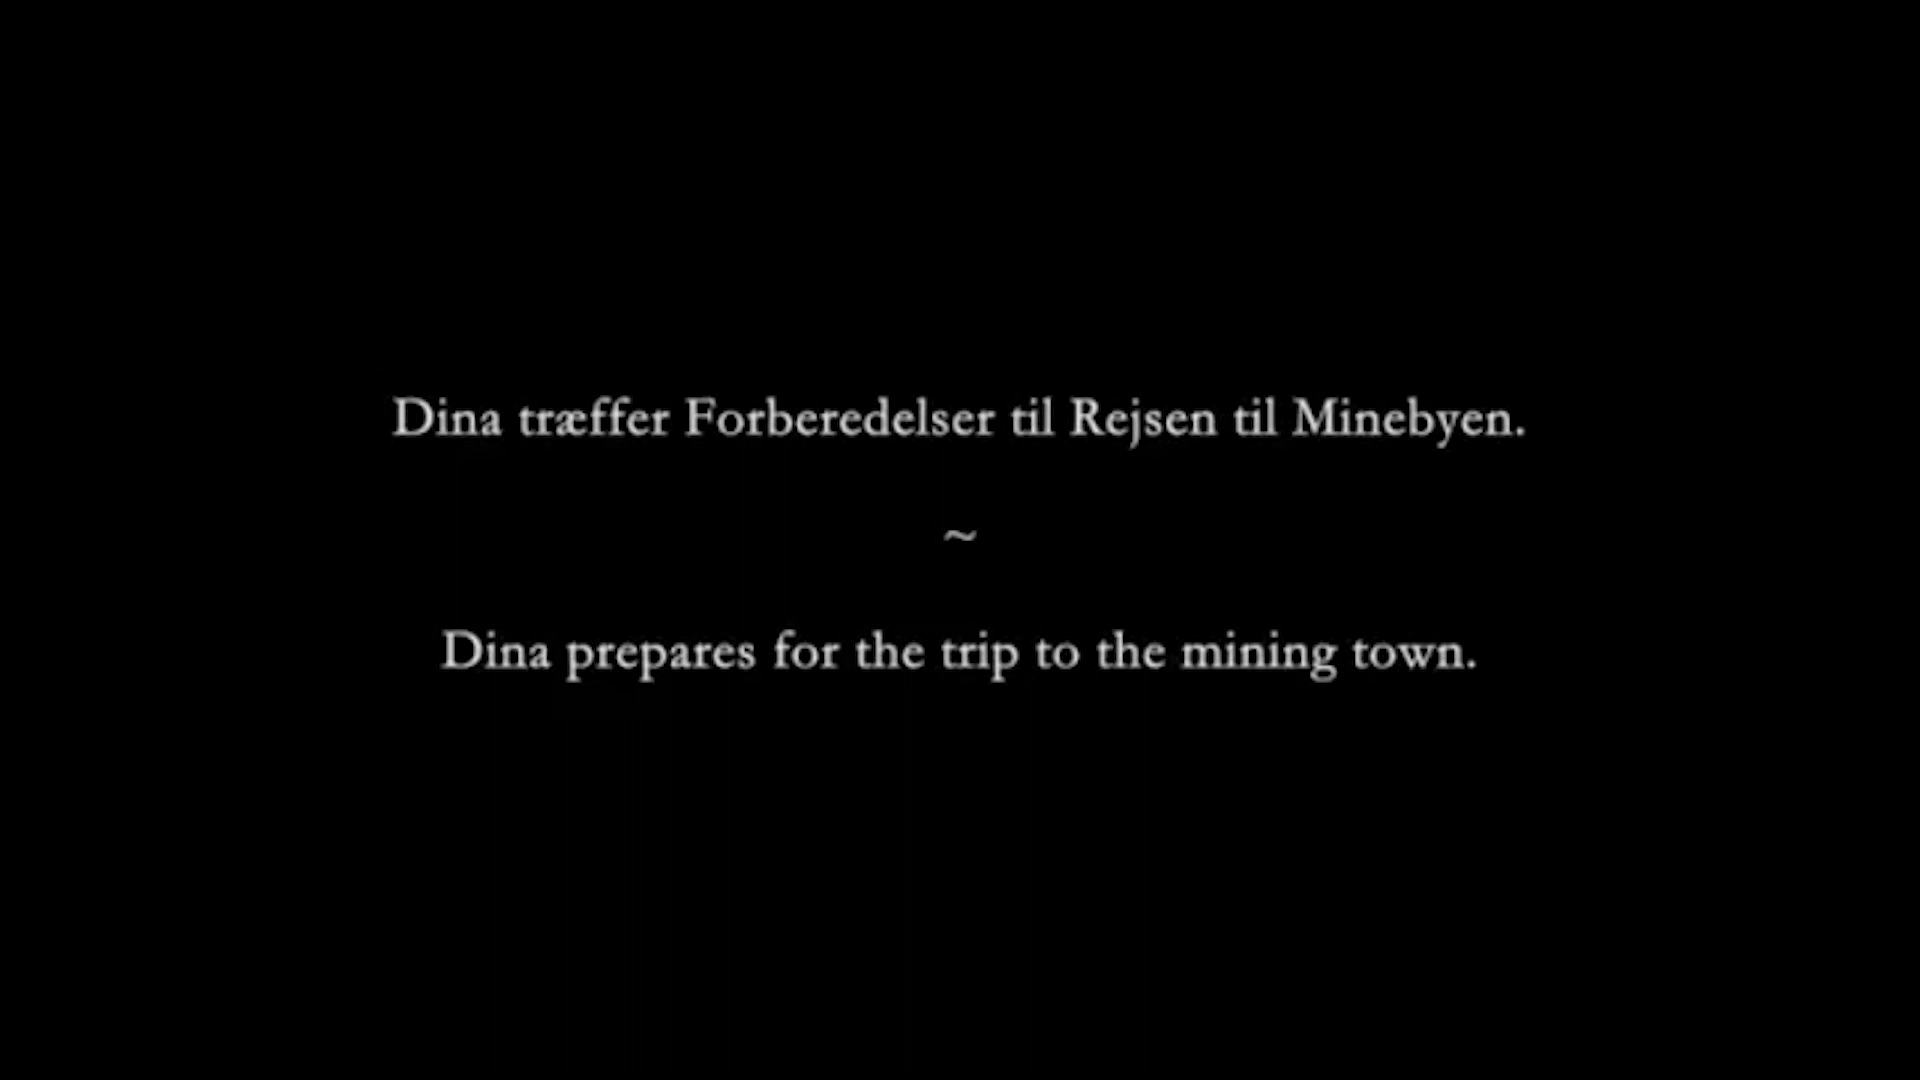 Dina træffer Forberedelser til Rejsen til Minebyen.
~
Dina prepares for the trip to the mining town.